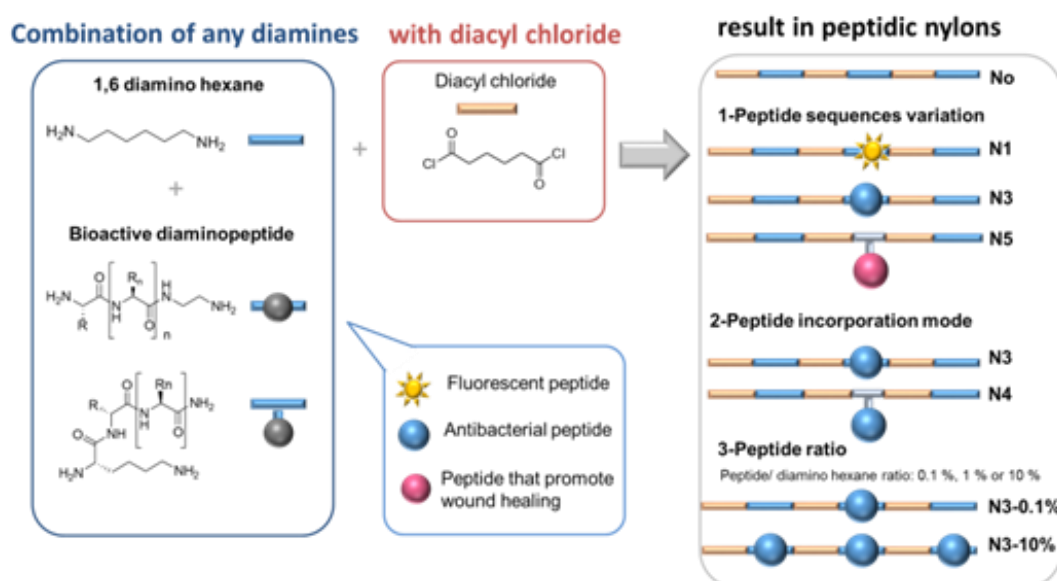 Combination of any diamines
with diacyl chloride
result in peptidic nylons
1,6 diamino hexane
H₂N
NH₂
+
Bioactive diaminopeptide
H₂N
O
R
N
H
Rₙ
O
H
N
NH₂
n
O
R
NH
O
N
H
Rn
O
NH₂
n
H₂N
NH₂
+
Diacyl chloride
O
Cl
Cl
O
Fluorescent peptide
Antibacterial peptide
Peptide that promote
wound healing
No
1-Peptide sequences variation
N1
N3
N5
2-Peptide incorporation mode
N3
N4
3-Peptide ratio
Peptide/ diamino hexane ratio: 0.1 %, 1 % or 10 %
N3-0.1%
N3-10%